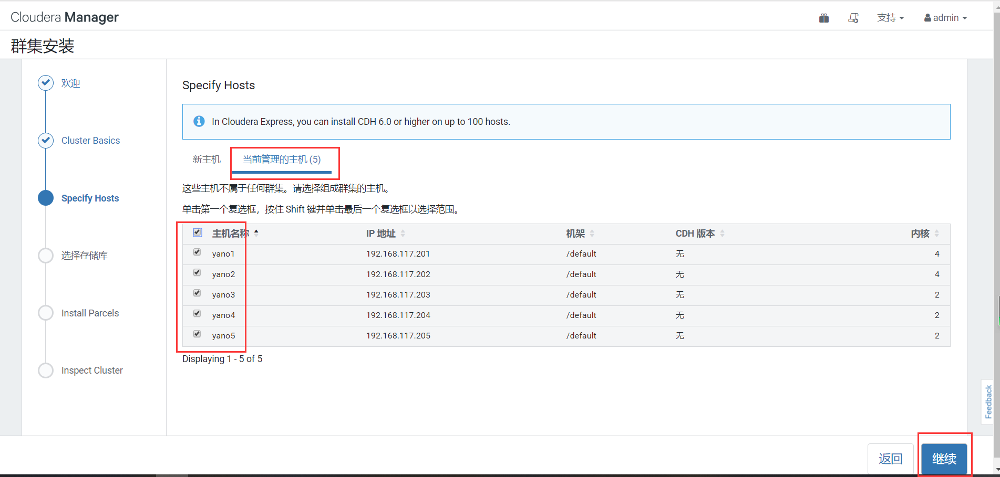 Cloudera Manager
支持
admin
群集安装
欢迎
Cluster Basics
Specify Hosts
选择存储库
Install Parcels
Inspect Cluster
Specify Hosts
In Cloudera Express, you can install CDH 6.0 or higher on up to 100 hosts.
新主机 当前管理的主机 (5)
这些主机不属于任何群集。请选择组成群集的主机。
单击第一个复选框，按住 Shift 键并单击最后一个复选框以选择范围。
主机名称 IP 地址 机架 CDH 版本 内核
yano1 192.168.117.201 /default 无 4
yano2 192.168.117.202 /default 无 4
yano3 192.168.117.203 /default 无 2
yano4 192.168.117.204 /default 无 2
yano5 192.168.117.205 /default 无 2
Displaying 1 - 5 of 5
Feedback
返回 继续